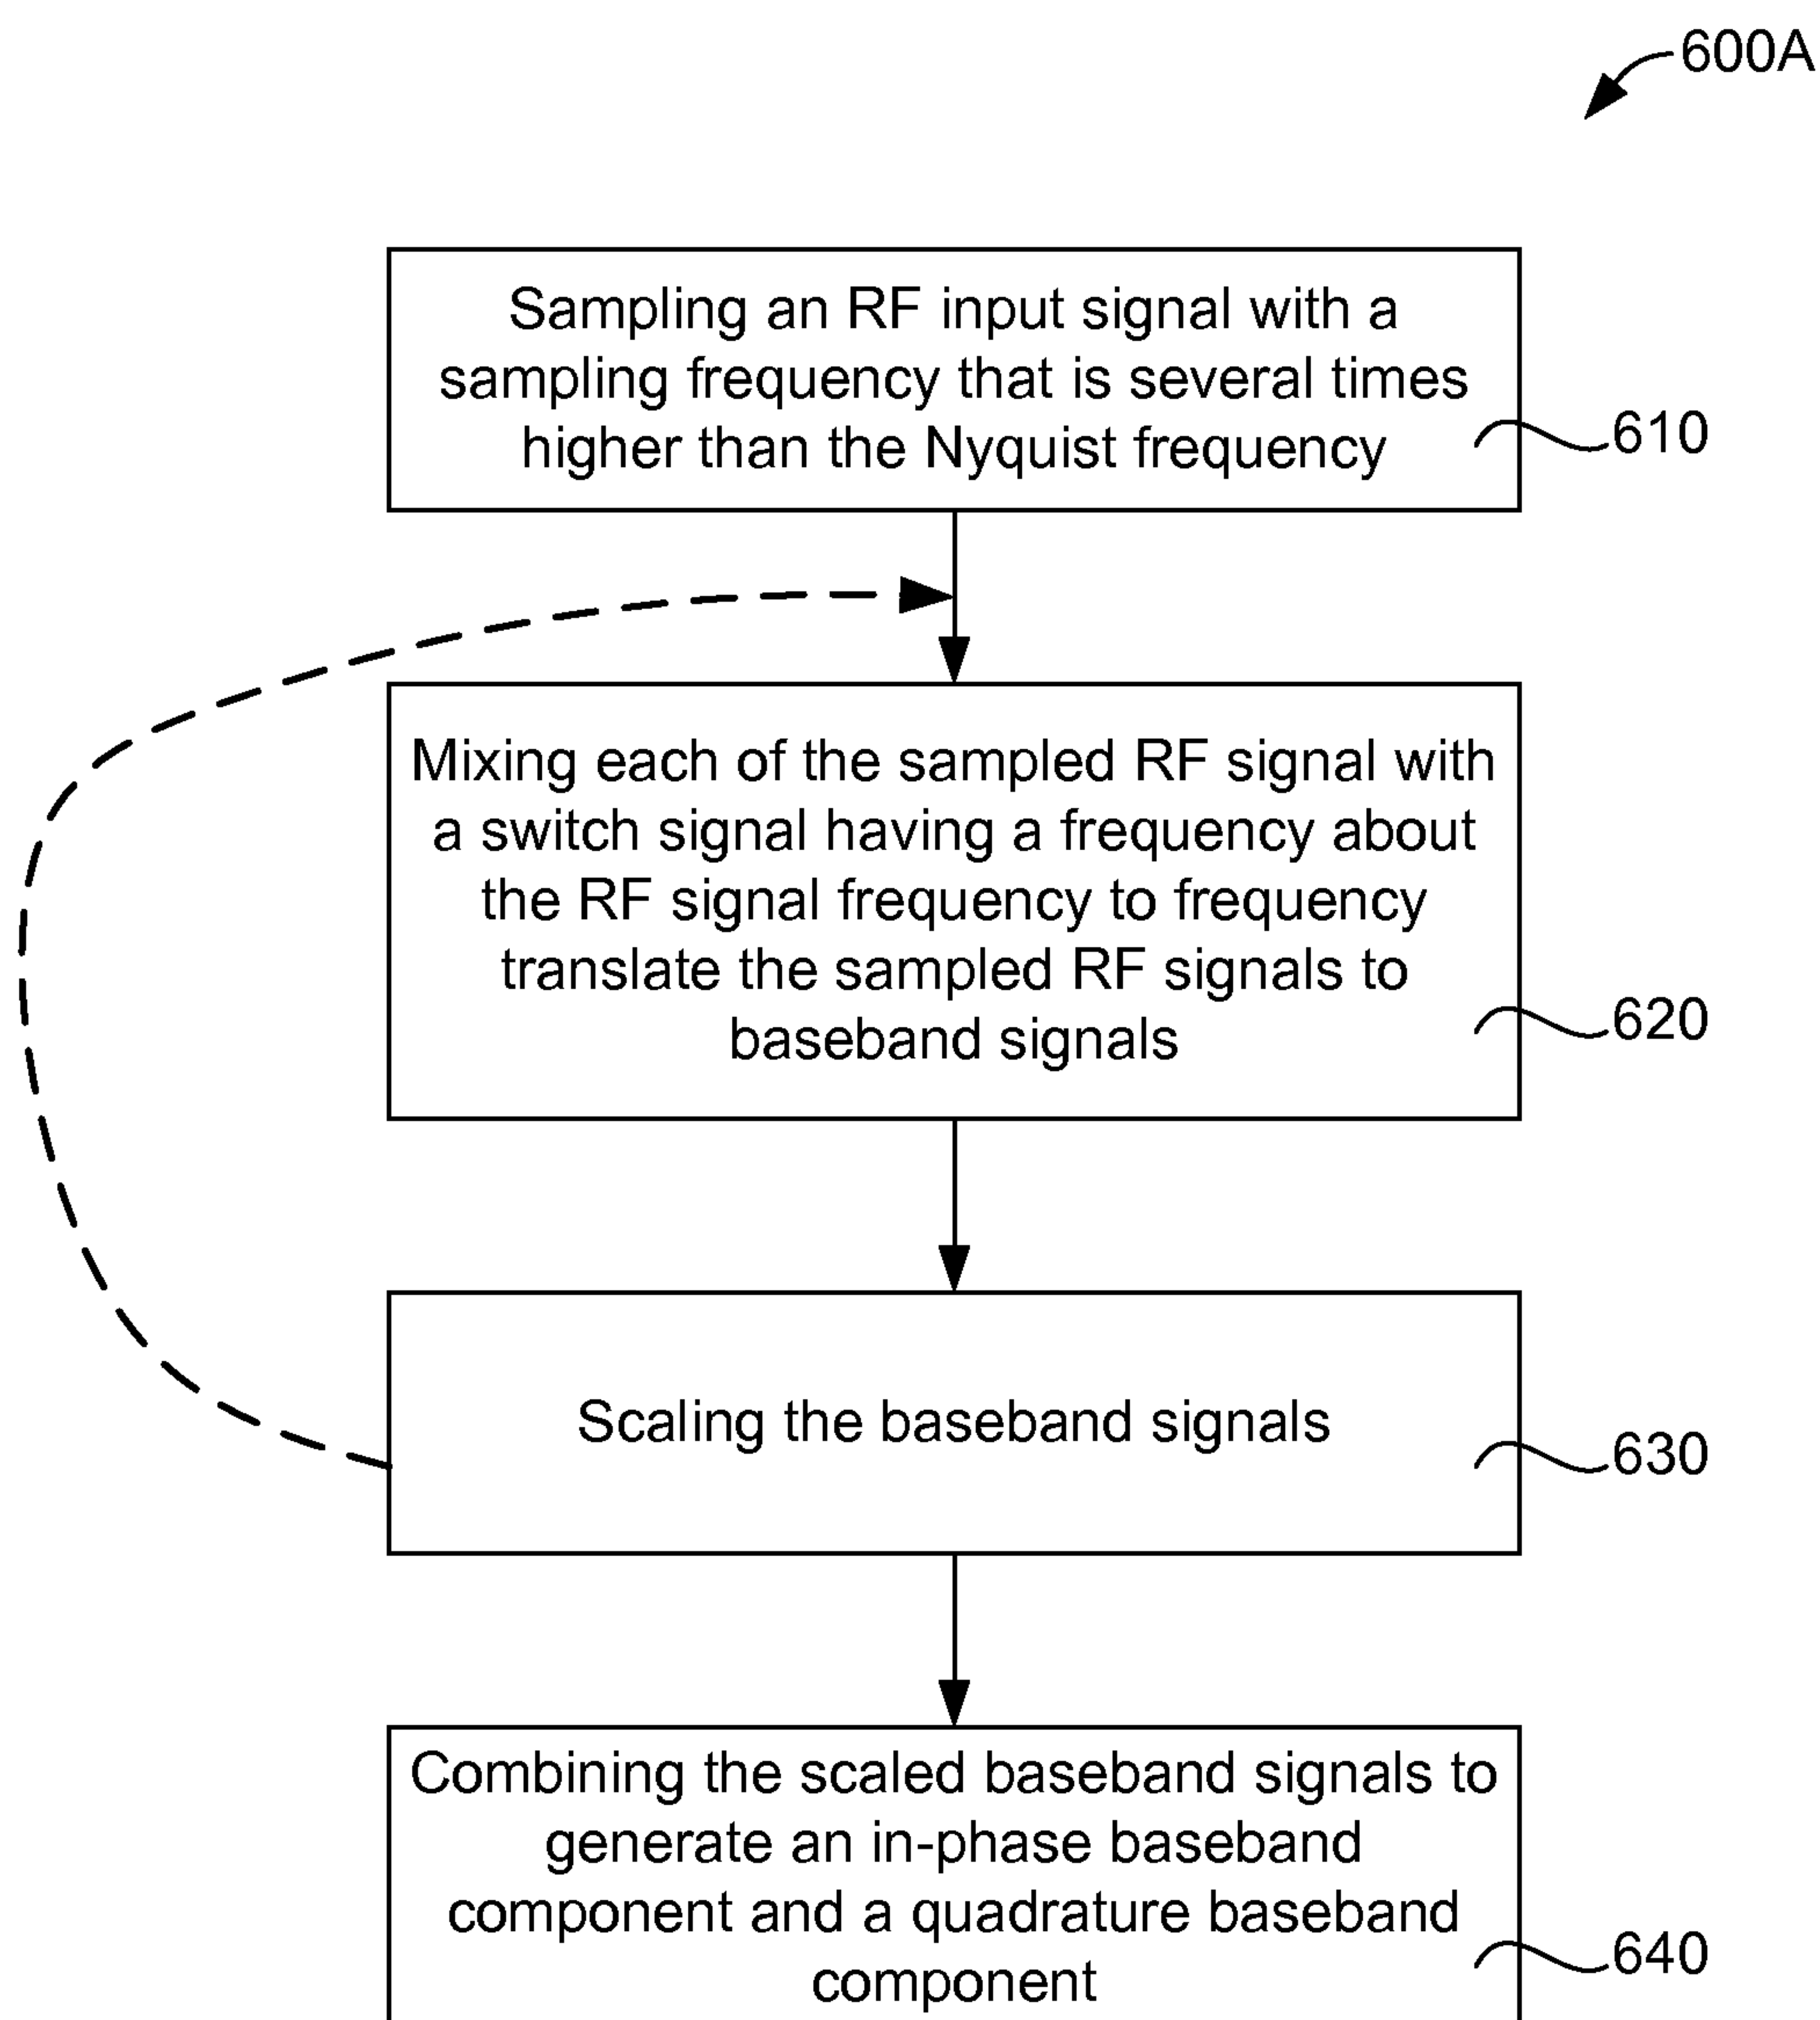 600A
Sampling an RF input signal with a
sampling frequency that is several times
higher than the Nyquist frequency
610
Mixing each of the sampled RF signal with
a switch signal having a frequency about
the RF signal frequency to frequency
translate the sampled RF signals to
baseband signals
620
Scaling the baseband signals
630
Combining the scaled baseband signals to
generate an in-phase baseband
component and a quadrature baseband
component
640